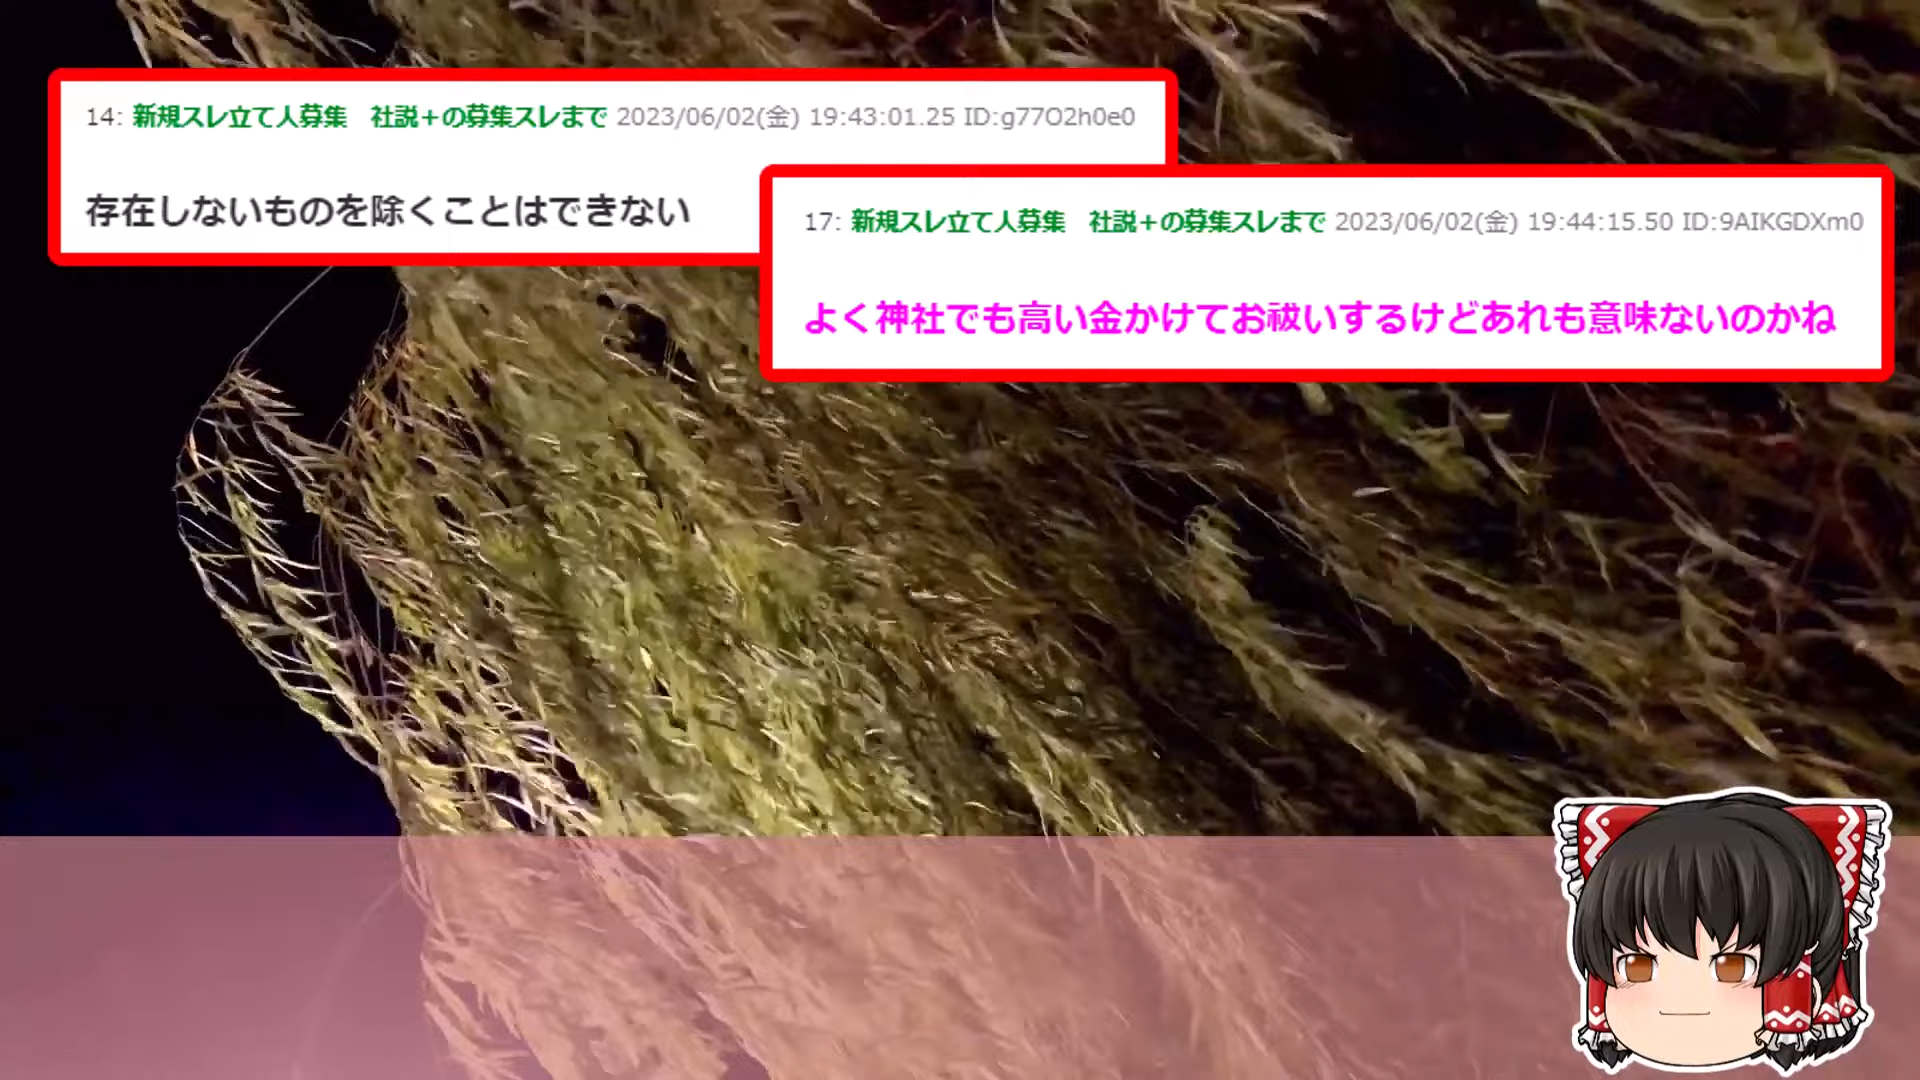 14: 新規スレ立て人募集　社説＋の募集スレまで 2023/06/02(金) 19:43:01.25 ID:g77O2h0e0
存在しないものを除くことはできない
17: 新規スレ立て人募集　社説＋の募集スレまで 2023/06/02(金) 19:44:15.50 ID:9AIKGDXm0
よく神社でも高い金かけてお祓いするけどあれも意味ないのかね